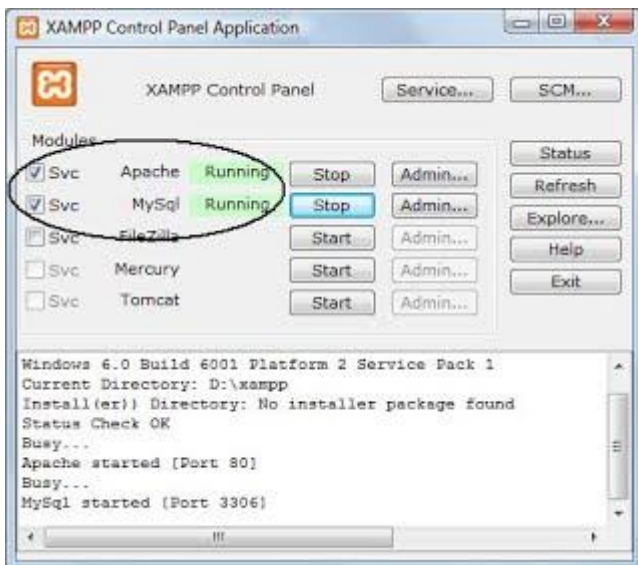 XAMPP Control Panel Application
XAMPP Control Panel Service... SCM...
Modules
Svc Apache Running Stop Admin...
Svc MySql Running Stop Admin...
Svc FileZilla Start Admin...
Svc Mercury Start Admin...
Svc Tomcat Start Admin...
Status
Refresh
Explore...
Help
Exit
Windows 6.0 Build 6001 Platform 2 Service Pack 1
Current Directory: D:\xampp
Install(er)) Directory: No installer package found
Status Check OK
Busy...
Apache started [Port 80]
Busy...
MySql started [Port 3306]